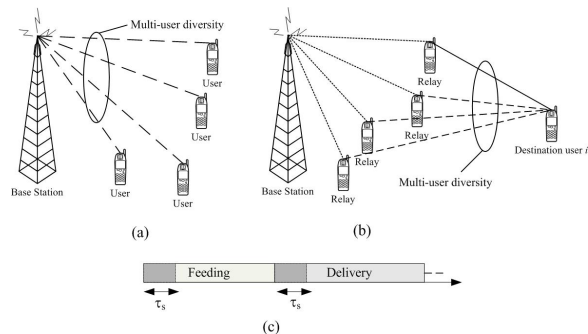 (a)
Multi-user diversity
User
User
User
User
Base Station
(b)
Relay
Relay
Relay
Relay
Destination user i
Multi-user diversity
Base Station
Feeding
Delivery
τs
τs
(c)